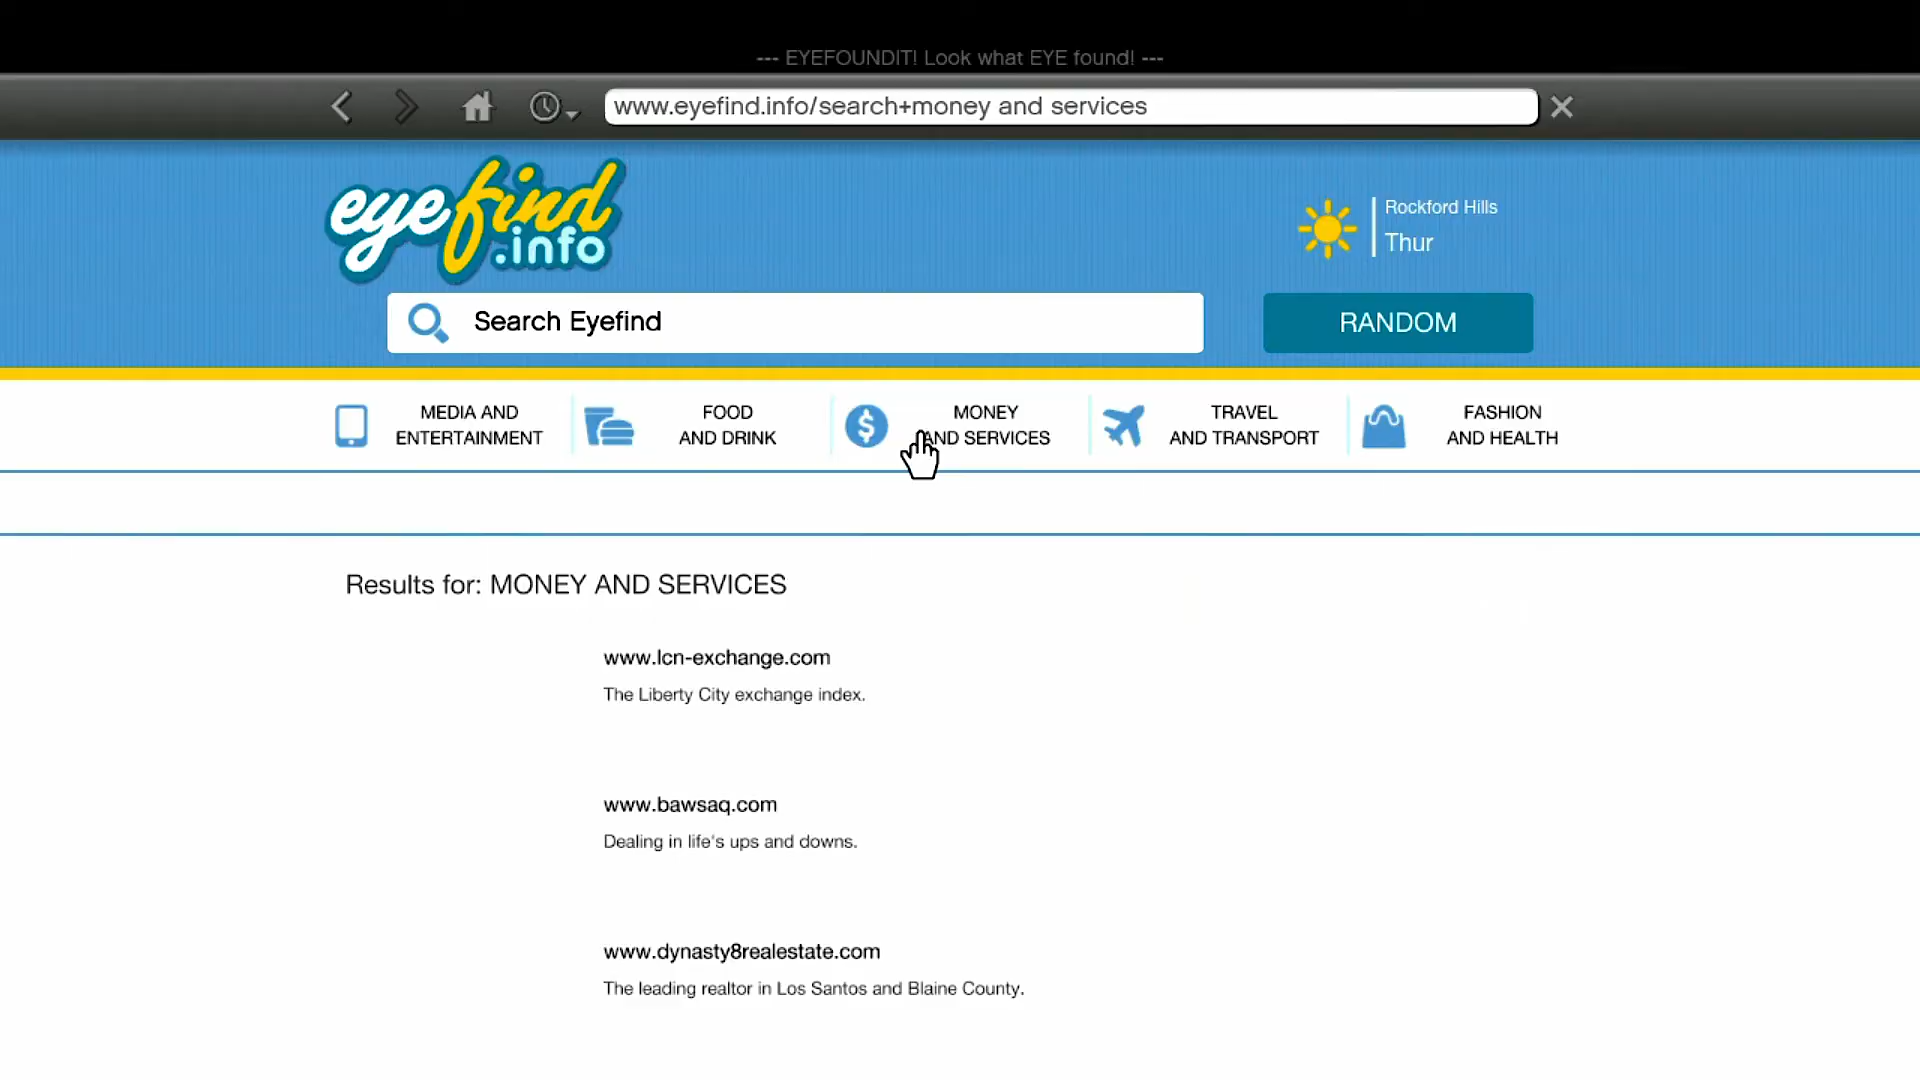 --- EYEFOUNDIT! Look what EYE found! ---
www.eyefind.info/search+money and services
eyefind
.info
Rockford Hills
Thur
Search Eyefind
RANDOM
MEDIA AND
ENTERTAINMENT
FOOD
AND DRINK
MONEY
AND SERVICES
TRAVEL
AND TRANSPORT
FASHION
AND HEALTH
Results for: MONEY AND SERVICES
www.lcn-exchange.com
The Liberty City exchange index.
www.bawsaq.com
Dealing in life's ups and downs.
www.dynasty8realestate.com
The leading realtor in Los Santos and Blaine County.